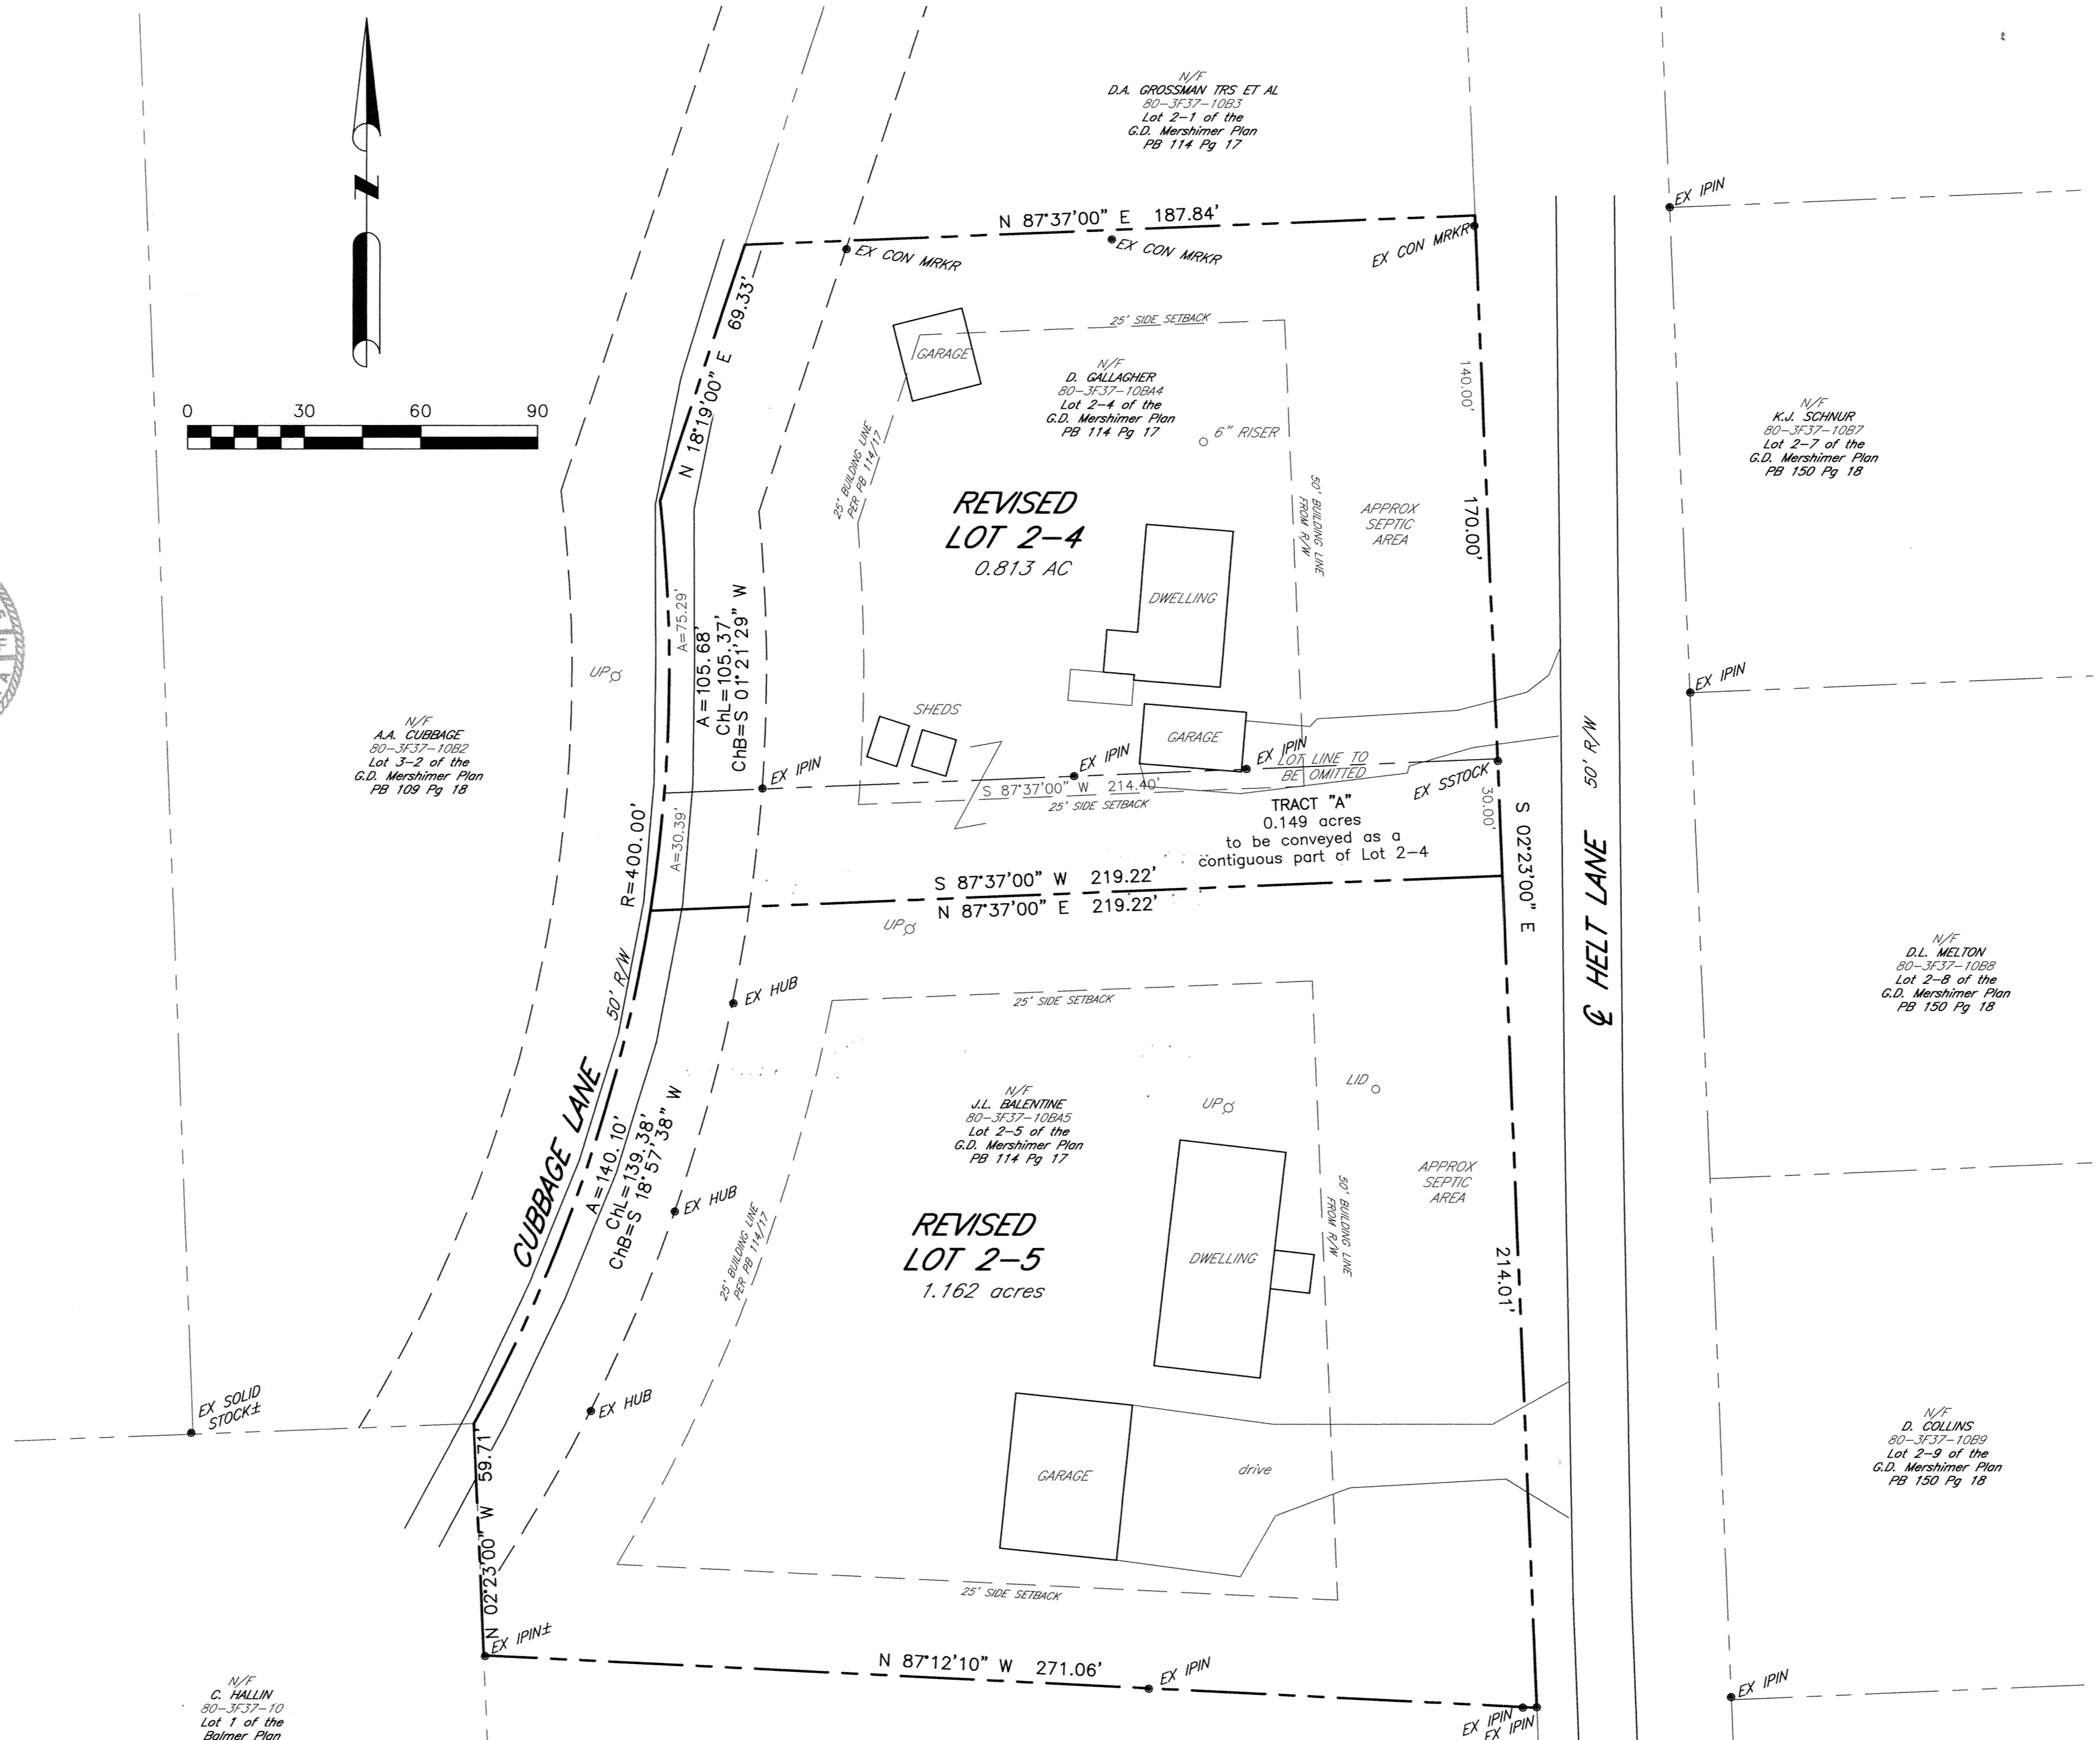 N/F
D.A. GROSSMAN TRS ET AL
80-3F37-10B3
Lot 2-1 of the
G.D. Mershimer Plan
PB 114 Pg 17
N
0 30 60 90
N 87°37'00" E 187.84'
EX CON MRKR
EX CON MRKR
EX CON MRKR
EX IPIN
N 18°19'00" E 69.33'
GARAGE
25' SIDE SETBACK
N/F
D. GALLAGHER
80-3F37-10BA4
Lot 2-4 of the
G.D. Mershimer Plan
PB 114 Pg 17
6" RISER
140.00'
25' BUILDING LINE
PER PB 114/17
50' BUILDING LINE
FROM R/W
REVISED
LOT 2-4
0.813 AC
APPROX
SEPTIC
AREA
170.00'
N/F
K.J. SCHNUR
80-3F37-10B7
Lot 2-7 of the
G.D. Mershimer Plan
PB 150 Pg 18
DWELLING
A=75.29'
A=105.68'
ChL=105.37'
ChB=S 01°21'29" W
UP
N/F
A.A. CUBBAGE
80-3F37-10B2
Lot 3-2 of the
G.D. Mershimer Plan
PB 109 Pg 18
SHEDS
GARAGE
EX IPIN
EX IPIN
EX IPIN
EX IPIN
LOT LINE TO
BE OMITTED
S 87°37'00" W 214.40'
25' SIDE SETBACK
EX SSTOCK
30.00'
TRACT "A"
0.149 acres
to be conveyed as a
contiguous part of Lot 2-4
R=400.00'
A=30.39'
S 87°37'00" W 219.22'
N 87°37'00" E 219.22'
S 02°23'00" E
℄ HELT LANE 50' R/W
UP
EX HUB
25' SIDE SETBACK
CUBBAGE LANE 50' R/W
N/F
D.L. MELTON
80-3F37-10B8
Lot 2-8 of the
G.D. Mershimer Plan
PB 150 Pg 18
LID
UP
N/F
J.L. BALENTINE
80-3F37-10BA5
Lot 2-5 of the
G.D. Mershimer Plan
PB 114 Pg 17
A=140.10'
ChL=139.38'
ChB=S 18°57'38" W
EX HUB
25' BUILDING LINE
PER PB 114/17
50' BUILDING LINE
FROM R/W
APPROX
SEPTIC
AREA
REVISED
LOT 2-5
1.162 acres
DWELLING
214.01'
EX SOLID
STOCK±
EX HUB
N 02°23'00" W 59.71'
GARAGE
drive
N/F
D. COLLINS
80-3F37-10B9
Lot 2-9 of the
G.D. Mershimer Plan
PB 150 Pg 18
25' SIDE SETBACK
EX IPIN±
N 87°12'10" W 271.06'
EX IPIN
EX IPIN
EX IPIN
EX IPIN
N/F
C. HALLIN
80-3F37-10
Lot 1 of the
Balmer Plan